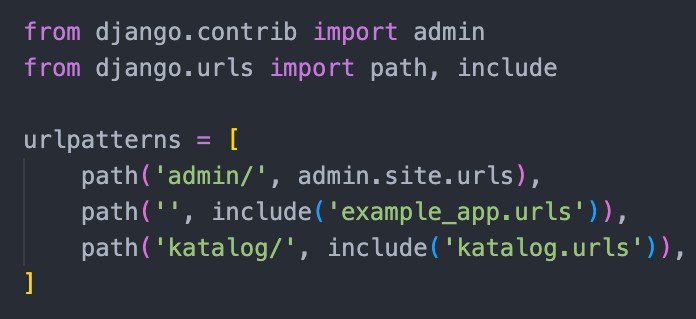 from django.contrib import admin
from django.urls import path, include

urlpatterns = [
    path('admin/', admin.site.urls),
    path('', include('example_app.urls')),
    path('katalog/', include('katalog.urls')),
]